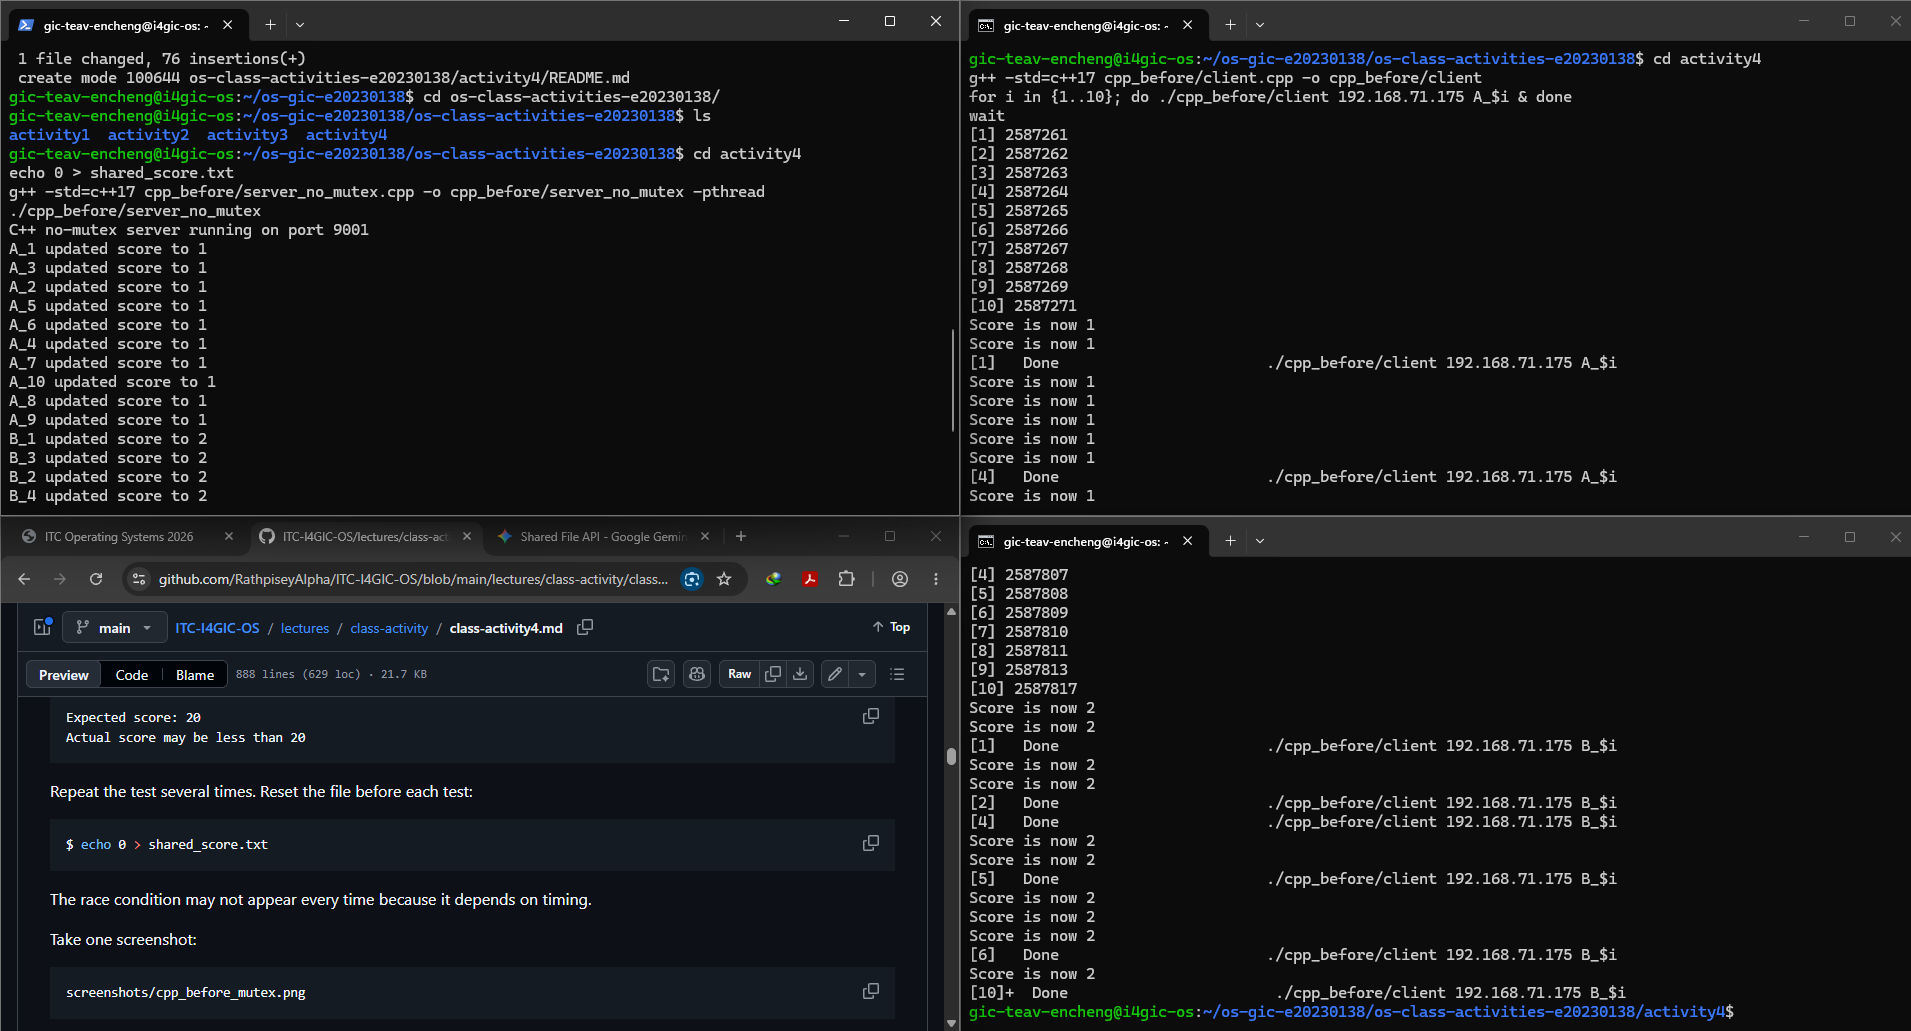 gic-teav-encheng@i4gic-os: ~
1 file changed, 76 insertions(+)
create mode 100644 os-class-activities-e20230138/activity4/README.md
gic-teav-encheng@i4gic-os:~/os-gic-e20230138$ cd os-class-activities-e20230138/
gic-teav-encheng@i4gic-os:~/os-gic-e20230138/os-class-activities-e20230138$ ls
activity1  activity2  activity3  activity4
gic-teav-encheng@i4gic-os:~/os-gic-e20230138/os-class-activities-e20230138$ cd activity4
echo 0 > shared_score.txt
g++ -std=c++17 cpp_before/server_no_mutex.cpp -o cpp_before/server_no_mutex -pthread
./cpp_before/server_no_mutex
C++ no-mutex server running on port 9001
A_1 updated score to 1
A_3 updated score to 1
A_2 updated score to 1
A_5 updated score to 1
A_6 updated score to 1
A_4 updated score to 1
A_7 updated score to 1
A_10 updated score to 1
A_8 updated score to 1
A_9 updated score to 1
B_1 updated score to 2
B_3 updated score to 2
B_2 updated score to 2
B_4 updated score to 2
gic-teav-encheng@i4gic-os: ~
gic-teav-encheng@i4gic-os:~/os-gic-e20230138/os-class-activities-e20230138$ cd activity4
g++ -std=c++17 cpp_before/client.cpp -o cpp_before/client
for i in {1..10}; do ./cpp_before/client 192.168.71.175 A_$i & done
wait
[1] 2587261
[2] 2587262
[3] 2587263
[4] 2587264
[5] 2587265
[6] 2587266
[7] 2587267
[8] 2587268
[9] 2587269
[10] 2587271
Score is now 1
Score is now 1
[1]   Done                       ./cpp_before/client 192.168.71.175 A_$i
Score is now 1
Score is now 1
Score is now 1
Score is now 1
Score is now 1
[4]   Done                       ./cpp_before/client 192.168.71.175 A_$i
Score is now 1
ITC Operating Systems 2026
ITC-I4GIC-OS/lectures/class-act
Shared File API - Google Gemin
github.com/RathpiseyAlpha/ITC-I4GIC-OS/blob/main/lectures/class-activity/class...
main
ITC-I4GIC-OS / lectures / class-activity / class-activity4.md
Top
Preview Code Blame 888 lines (629 loc) · 21.7 KB Raw
Expected score: 20
Actual score may be less than 20
Repeat the test several times. Reset the file before each test:
$ echo 0 > shared_score.txt
The race condition may not appear every time because it depends on timing.
Take one screenshot:
screenshots/cpp_before_mutex.png
gic-teav-encheng@i4gic-os: ~
[4] 2587807
[5] 2587808
[6] 2587809
[7] 2587810
[8] 2587811
[9] 2587813
[10] 2587817
Score is now 2
Score is now 2
[1]   Done                       ./cpp_before/client 192.168.71.175 B_$i
Score is now 2
Score is now 2
[2]   Done                       ./cpp_before/client 192.168.71.175 B_$i
[4]   Done                       ./cpp_before/client 192.168.71.175 B_$i
Score is now 2
Score is now 2
[5]   Done                       ./cpp_before/client 192.168.71.175 B_$i
Score is now 2
Score is now 2
Score is now 2
[6]   Done                       ./cpp_before/client 192.168.71.175 B_$i
Score is now 2
[10]+  Done                       ./cpp_before/client 192.168.71.175 B_$i
gic-teav-encheng@i4gic-os:~/os-gic-e20230138/os-class-activities-e20230138/activity4$